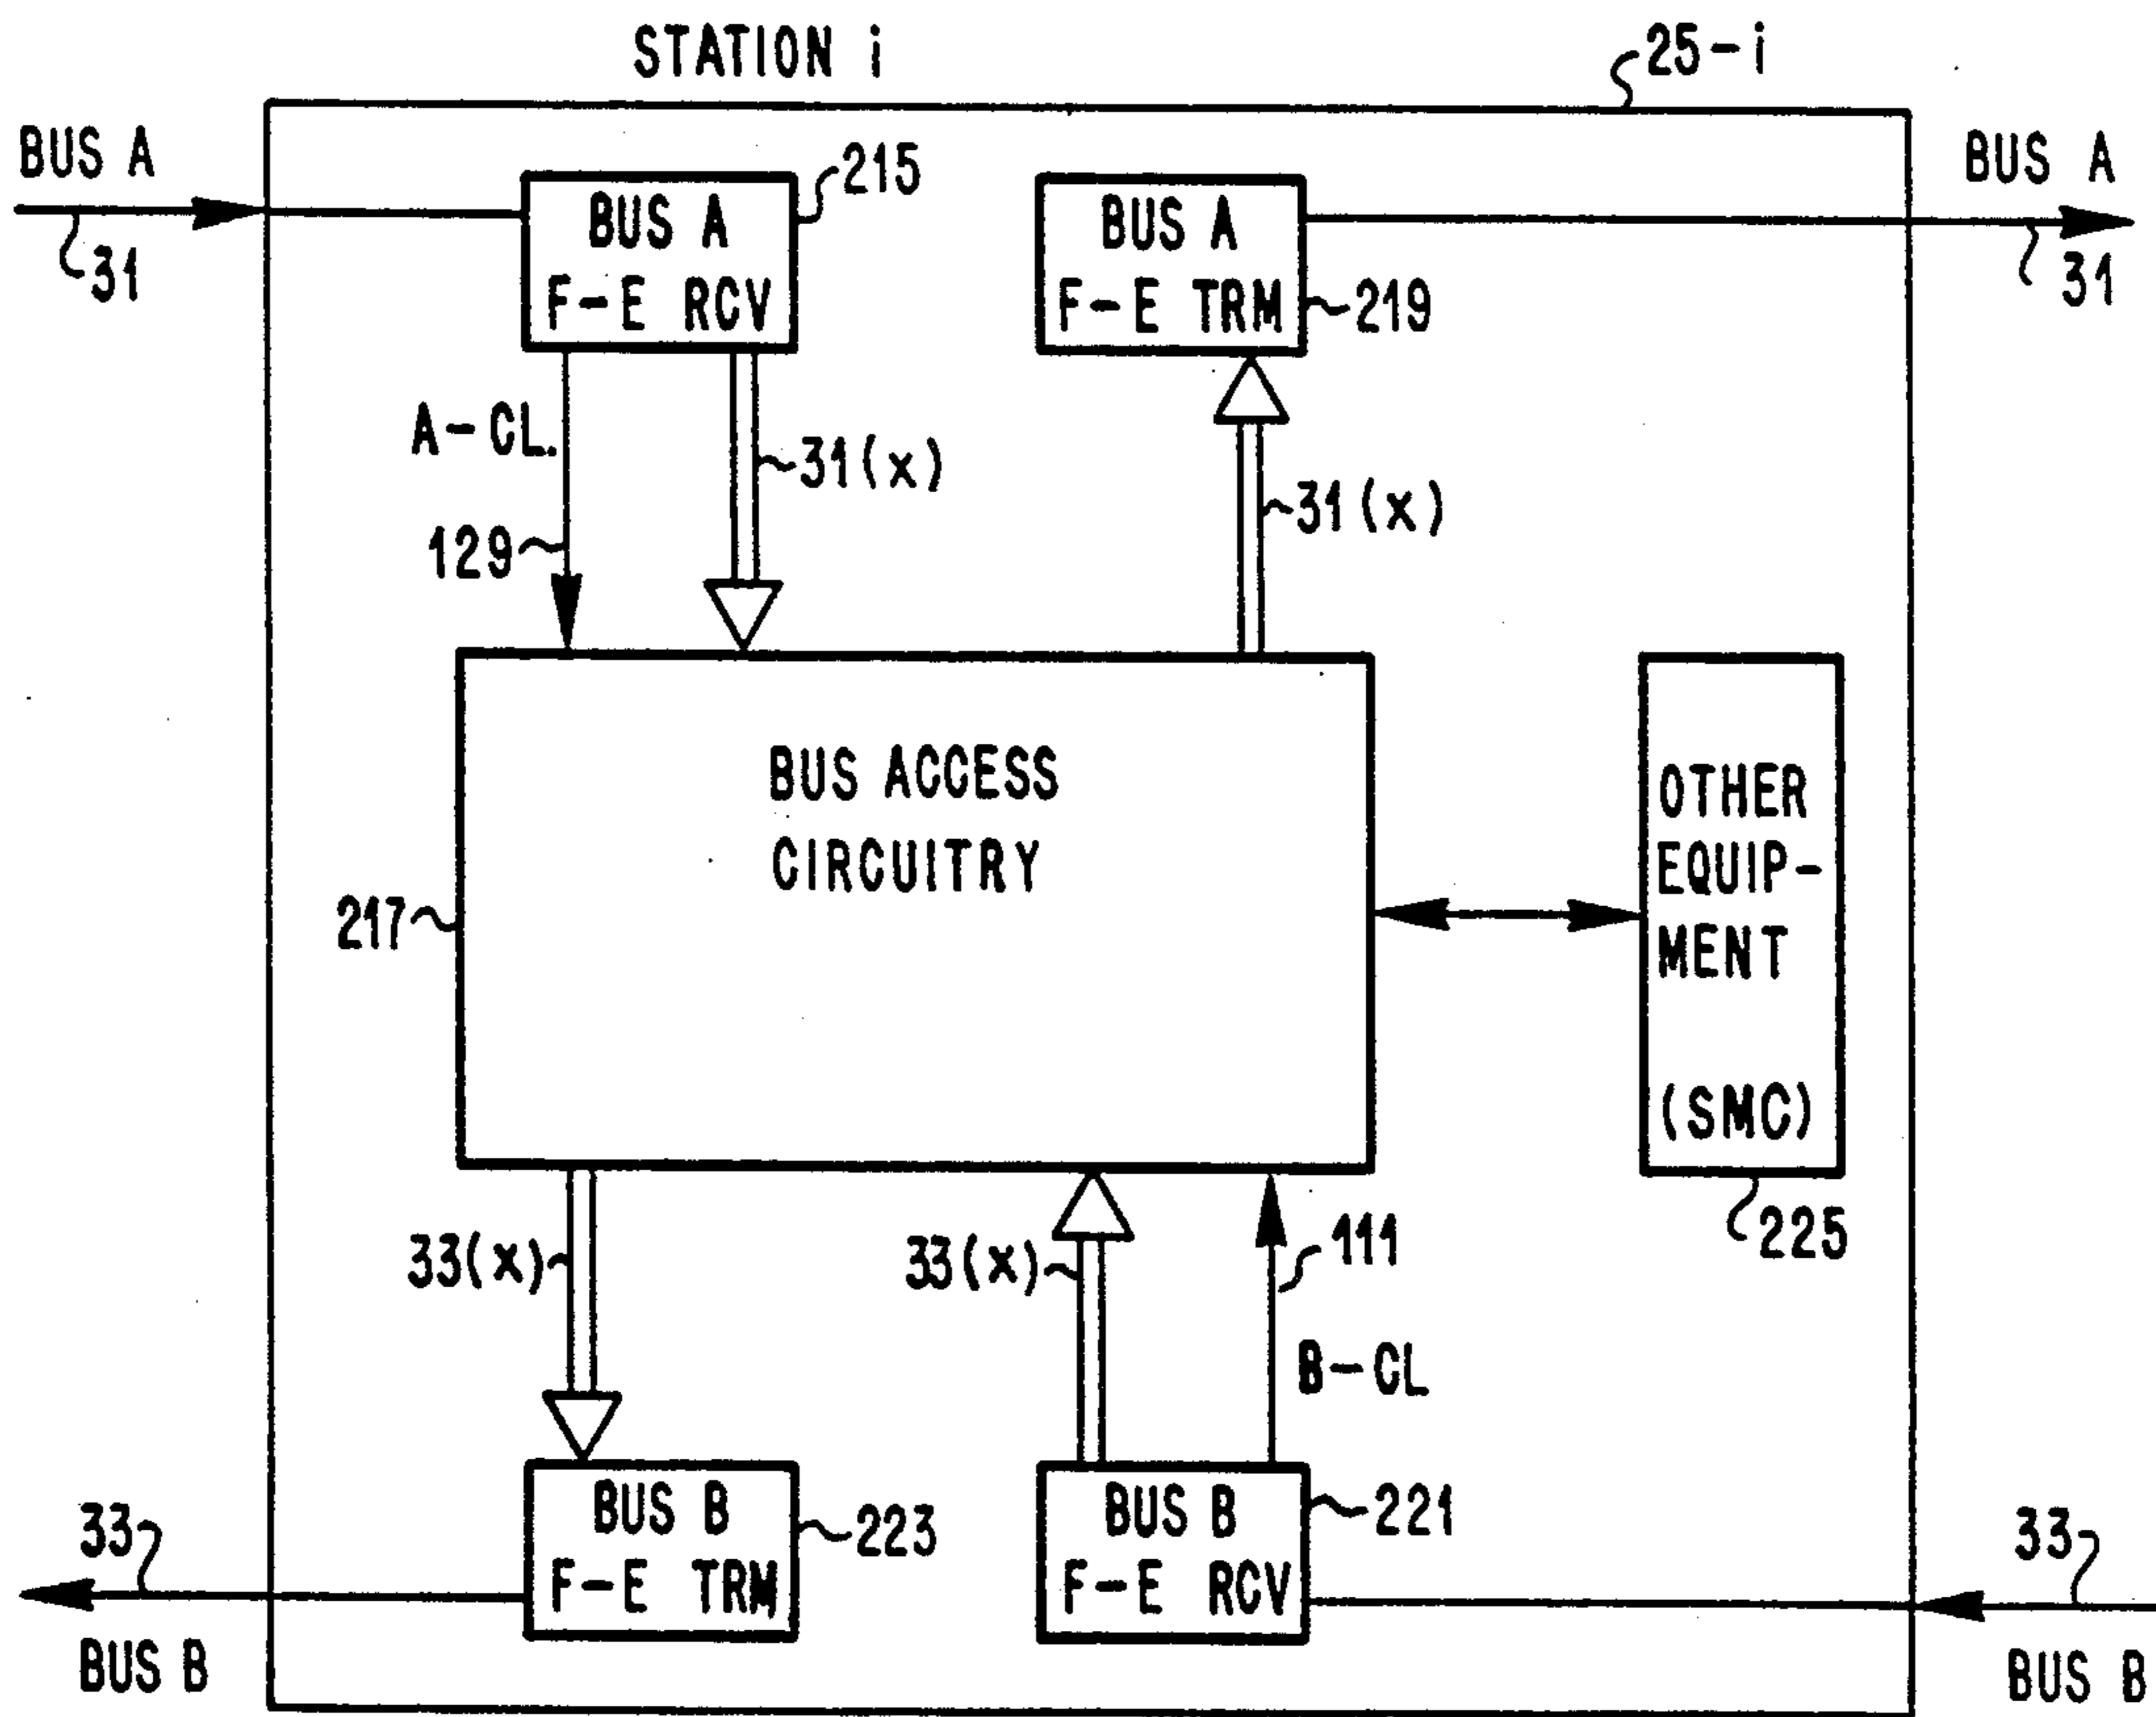 STATION i
25-i
BUS A
BUS A
31
31
215
BUS A
F-E RCV
BUS A
F-E TRM
219
A-CL.
31(x)
31(x)
129
BUS ACCESS
CIRCUITRY
217
OTHER
EQUIP-
MENT
(SMC)
225
33(x)
33(x)
111
B-CL
BUS B
F-E TRM
223
BUS B
F-E RCV
221
33
33
BUS B
BUS B